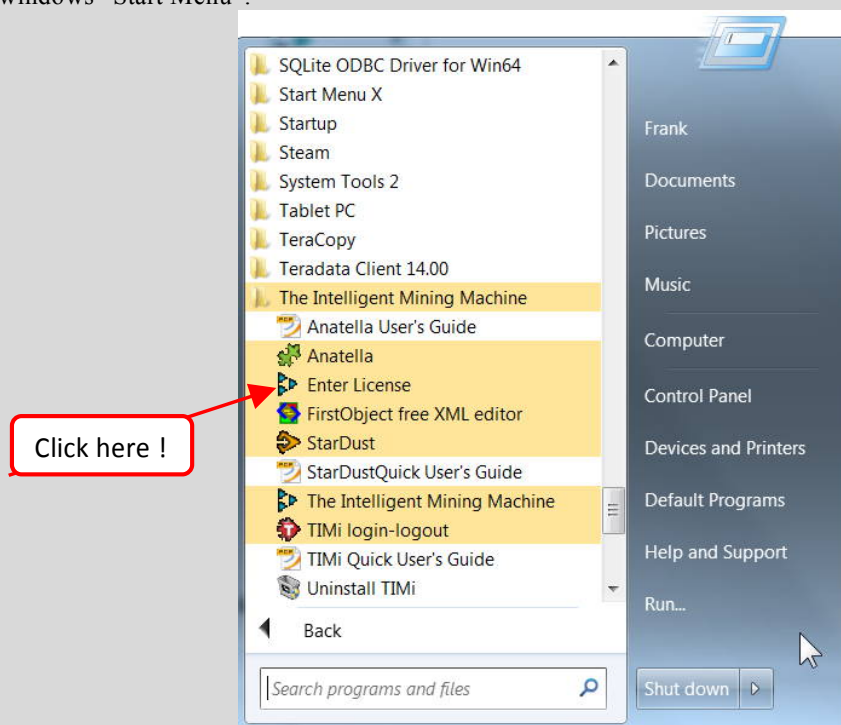 windows "Start Menu":
SQLite ODBC Driver for Win64
Start Menu X
Startup
Steam
System Tools 2
Tablet PC
TeraCopy
Teradata Client 14.00
The Intelligent Mining Machine
Anatella User's Guide
Anatella
Enter License
FirstObject free XML editor
StarDust
StarDustQuick User's Guide
The Intelligent Mining Machine
TIMi login-logout
TIMi Quick User's Guide
Uninstall TIMi
Back
Search programs and files
Click here !
Frank
Documents
Pictures
Music
Computer
Control Panel
Devices and Printers
Default Programs
Help and Support
Run...
Shut down